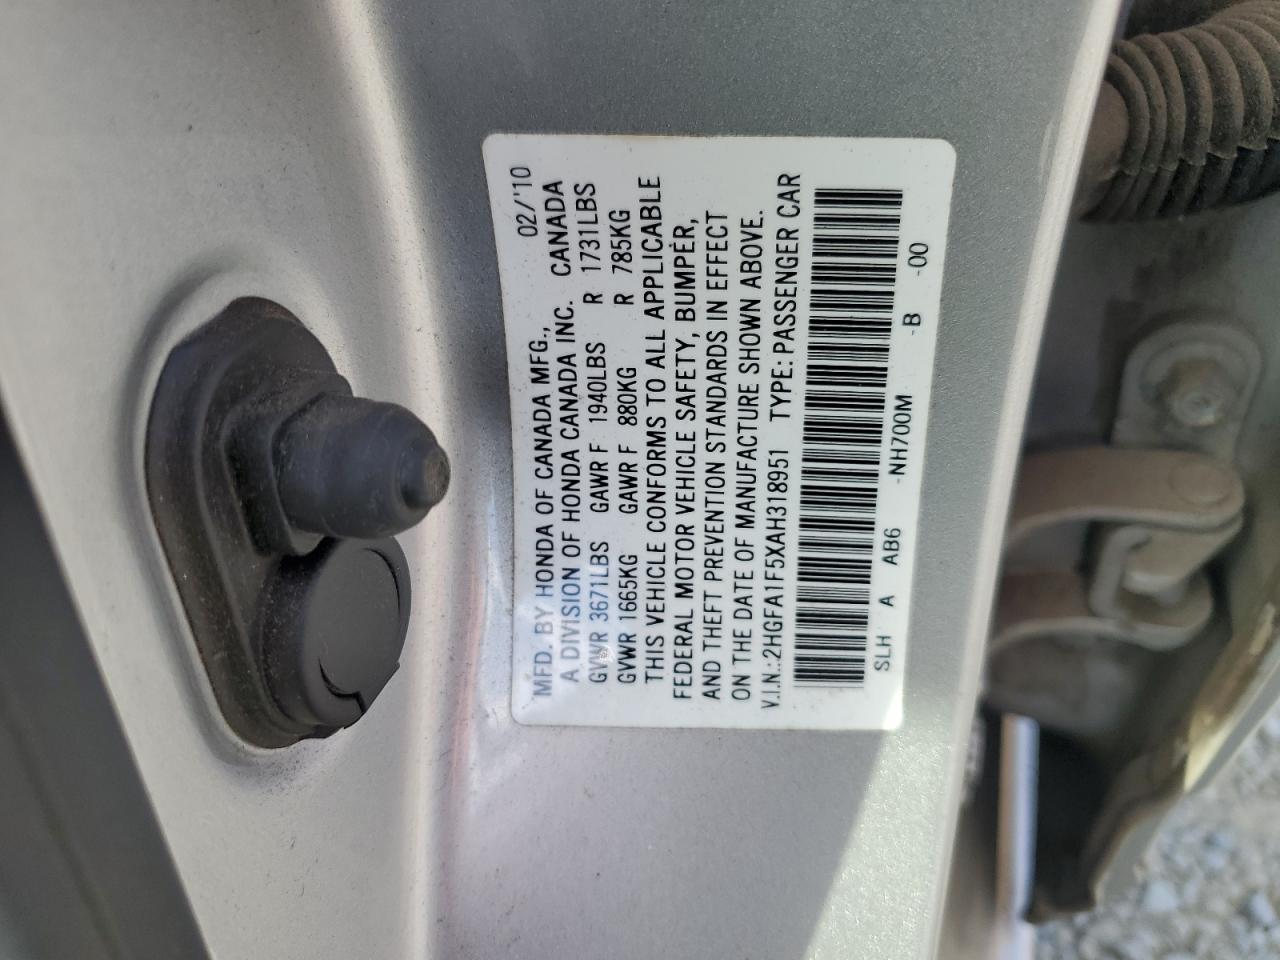 MFD. BY HONDA OF CANADA MFG., 02/'10
A DIVISION OF HONDA CANADA INC. CANADA
GVWR 3671LBS GAWR F 1940LBS R 1731LBS
GVWR 1665KG GAWR F 880KG R 785KG
THIS VEHICLE CONFORMS TO ALL APPLICABLE
FEDERAL MOTOR VEHICLE SAFETY, BUMPER,
AND THEFT PREVENTION STANDARDS IN EFFECT
ON THE DATE OF MANUFACTURE SHOWN ABOVE.
V.I.N.:2HGFA1F5XAH318951 TYPE:PASSENGER CAR
SLH A AB6 -NH700M -B -00